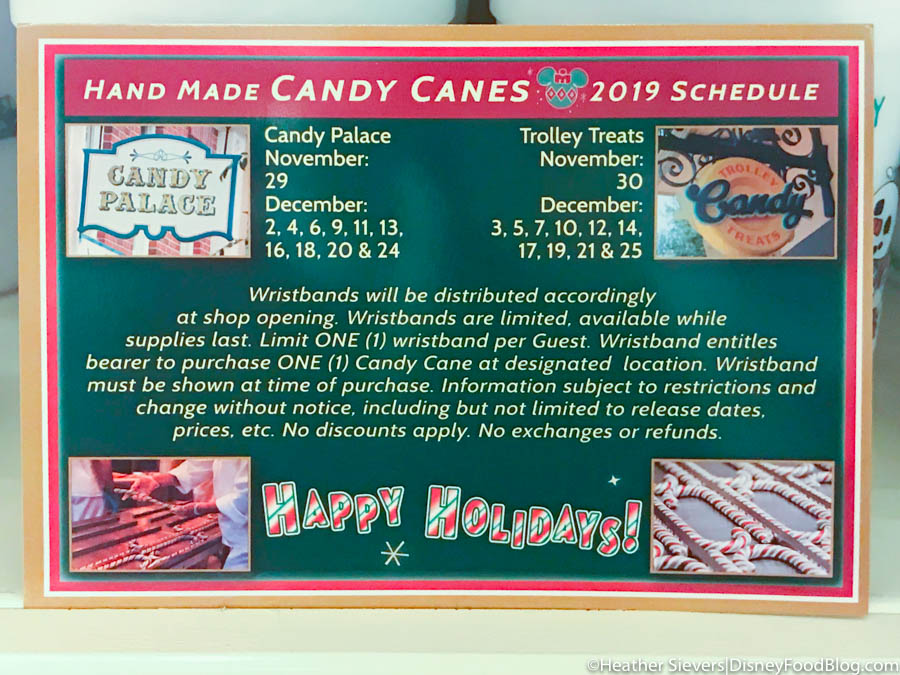 HAND MADE CANDY CANES 2019 SCHEDULE
CANDY PALACE
Candy Palace
November:
29
December:
2, 4, 6, 9, 11, 13,
16, 18, 20 & 24
Trolley Treats
November:
30
December:
3, 5, 7, 10, 12, 14,
17, 19, 21 & 25
TROLLEY
Candy
TREATS
Wristbands will be distributed accordingly
at shop opening. Wristbands are limited, available while
supplies last. Limit ONE (1) wristband per Guest. Wristband entitles
bearer to purchase ONE (1) Candy Cane at designated location. Wristband
must be shown at time of purchase. Information subject to restrictions and
change without notice, including but not limited to release dates,
prices, etc. No discounts apply. No exchanges or refunds.
HAPPY HOLIDAYS!
©Heather Sievers|DisneyFoodBlog.com